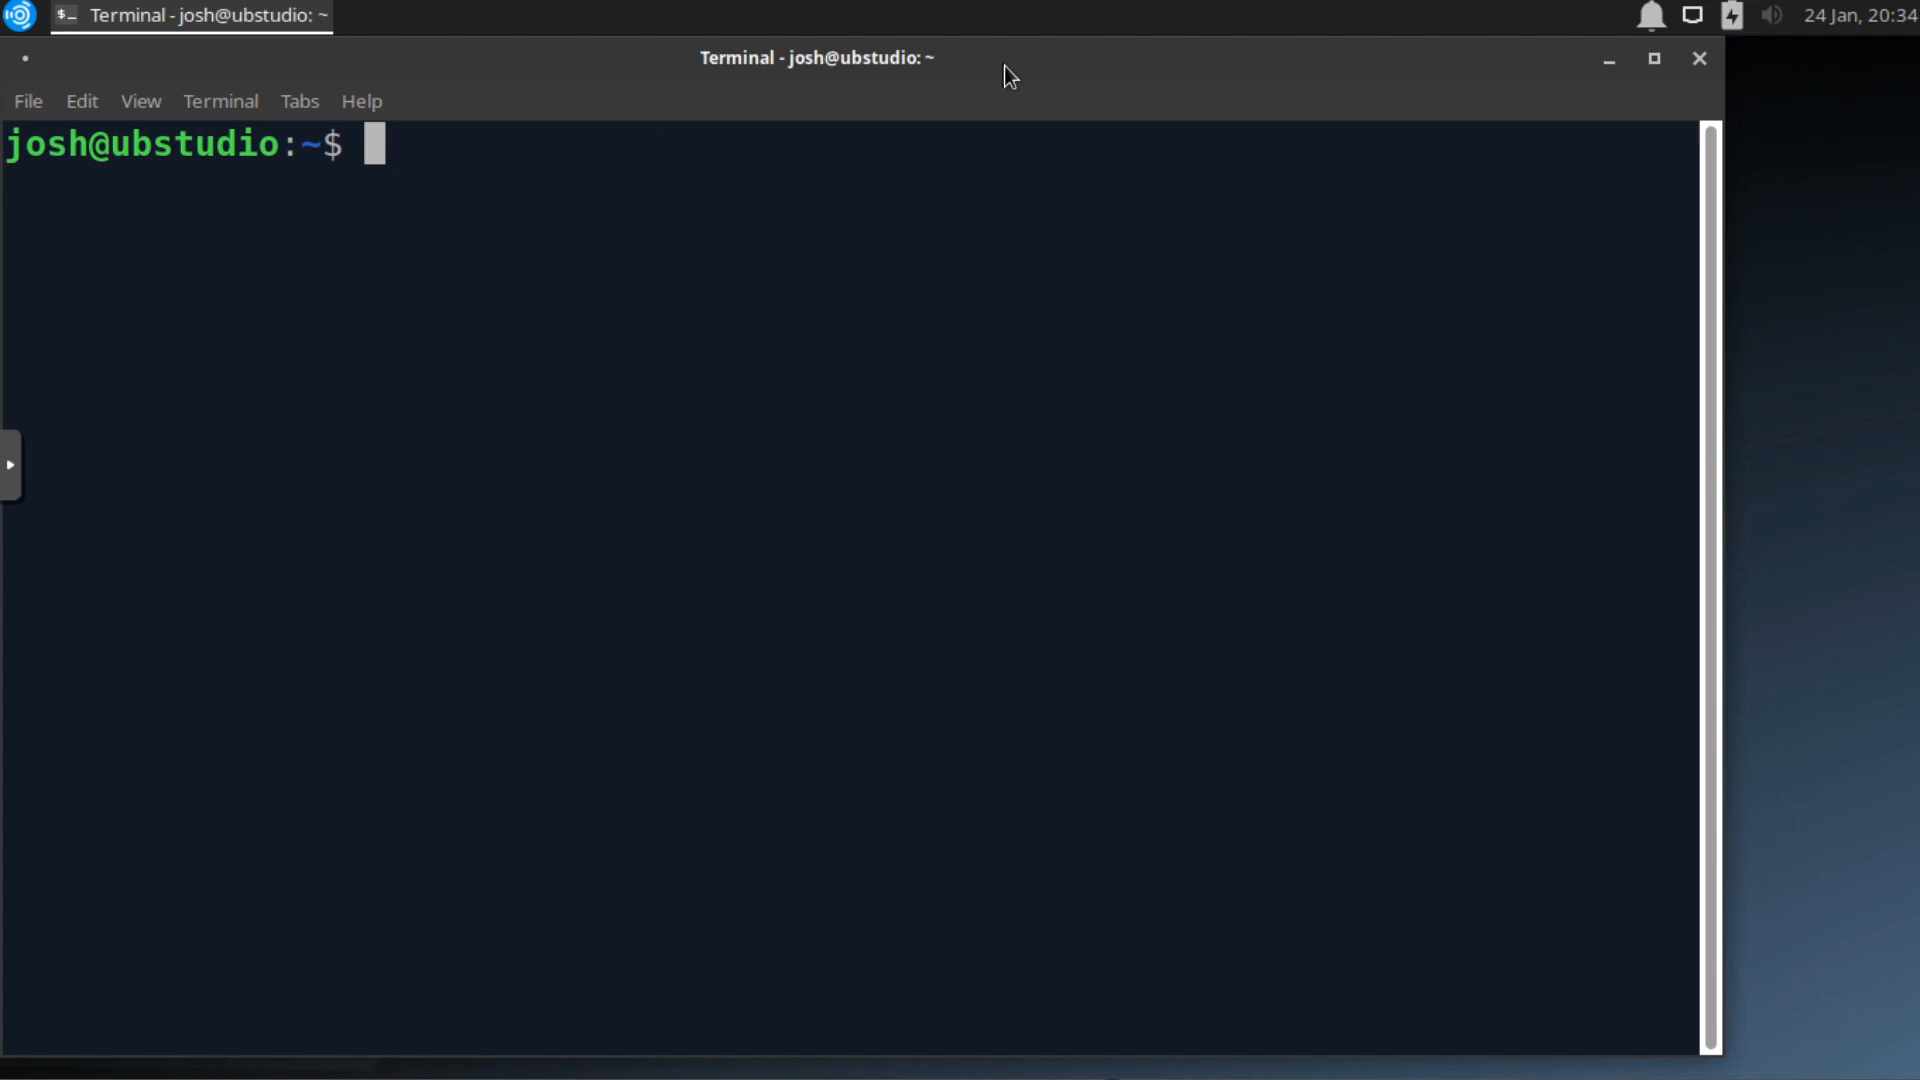 $_ Terminal - josh@ubstudio: ~ 24 Jan, 20:34
Terminal - josh@ubstudio: ~
File Edit View Terminal Tabs Help
josh@ubstudio:~$